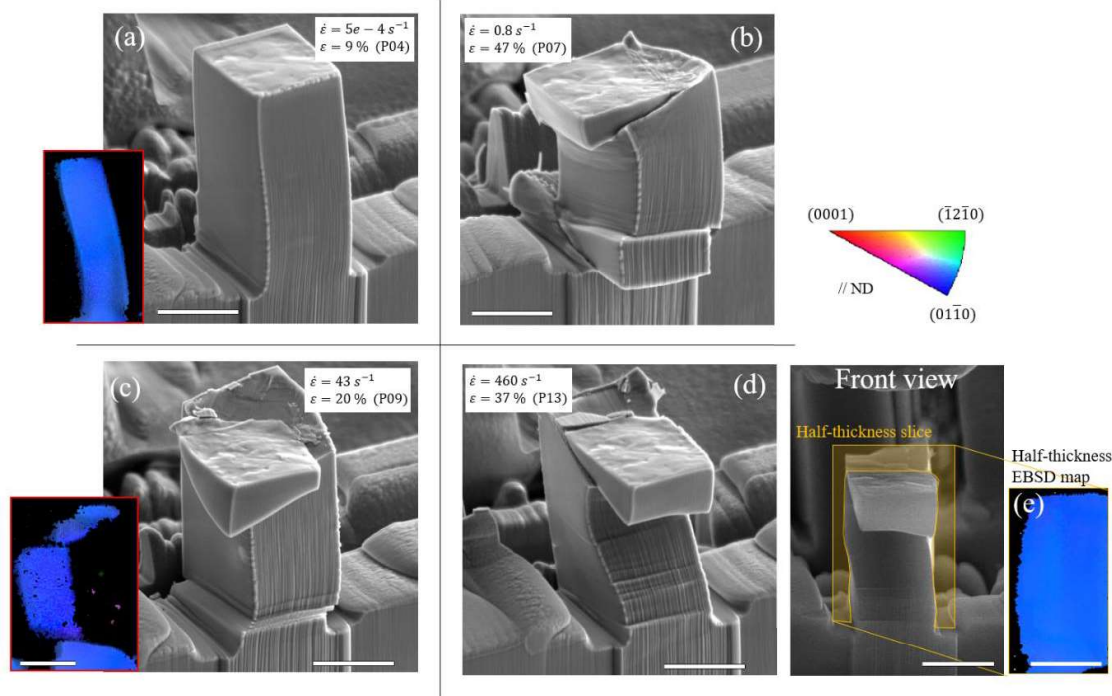 (a)
ε̇ = 5e − 4 s⁻¹
ε = 9 % (P04)
(b)
ε̇ = 0.8 s⁻¹
ε = 47 % (P07)
(0001)
(1̅21̅0)
// ND
(011̅0)
(c)
ε̇ = 43 s⁻¹
ε = 20 % (P09)
(d)
ε̇ = 460 s⁻¹
ε = 37 % (P13)
Front view
Half-thickness slice
Half-thickness
EBSD map
(e)